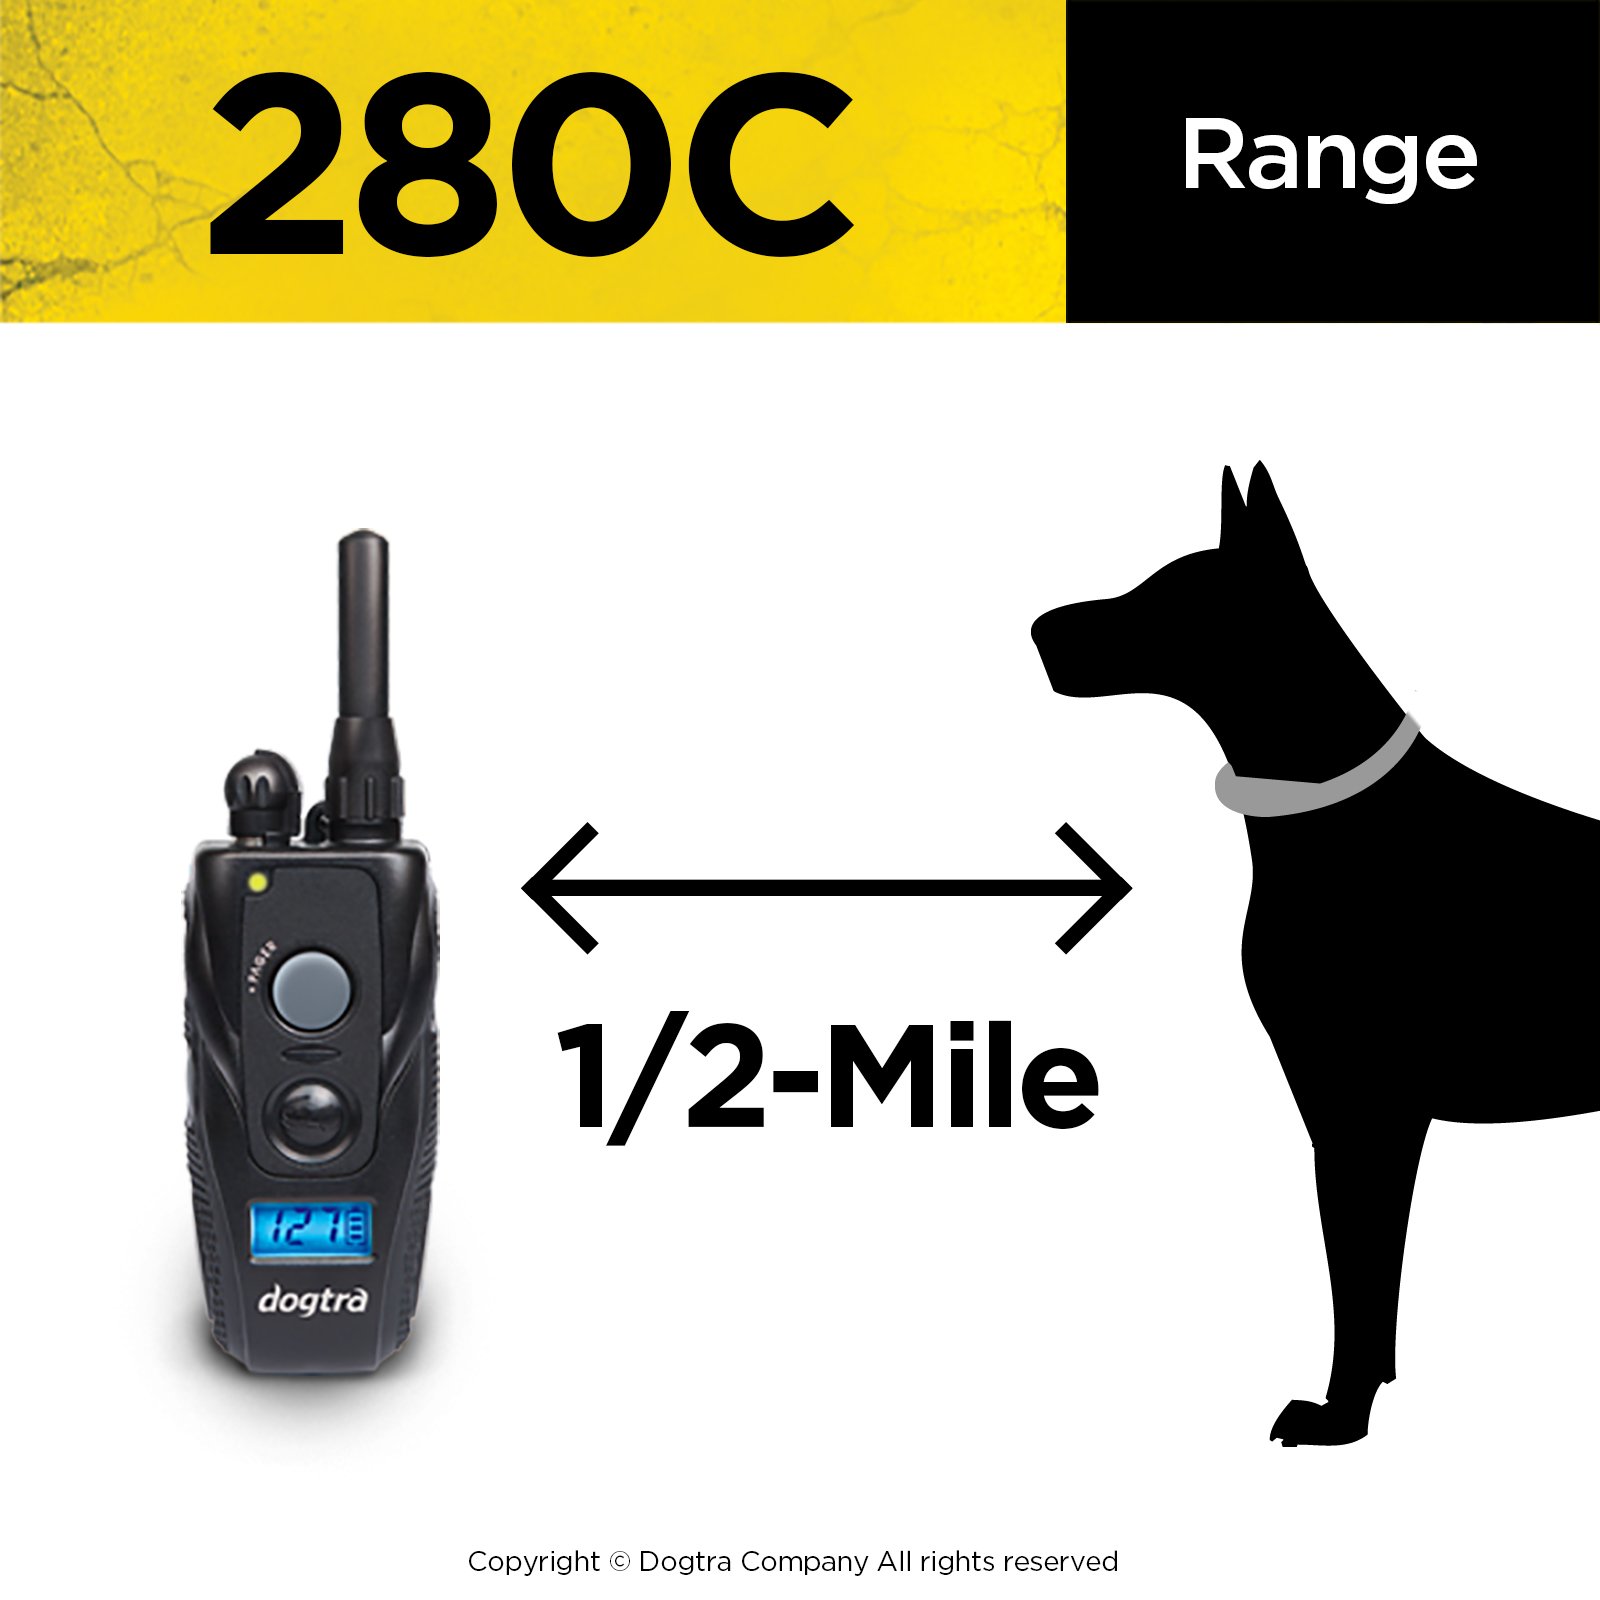 280C
Range
PAGER
1/2-Mile
127
dogtra
Copyright © Dogtra Company All rights reserved